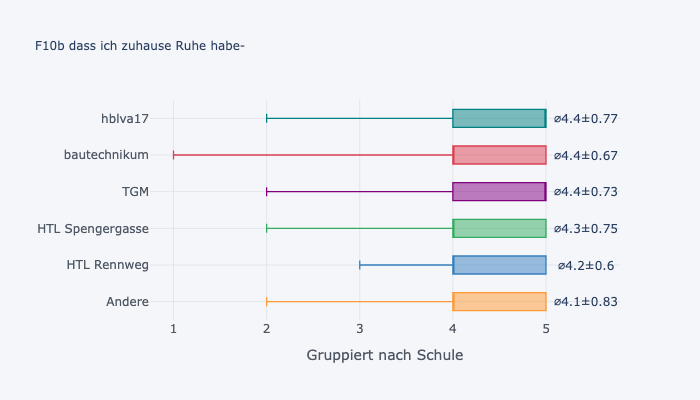 F10b dass ich zuhause Ruhe habe-
hblva17 ⌀4.4±0.77
bautechnikum ⌀4.4±0.67
TGM ⌀4.4±0.73
HTL Spengergasse ⌀4.3±0.75
HTL Rennweg ⌀4.2±0.6
Andere ⌀4.1±0.83
1 2 3 4 5
Gruppiert nach Schule